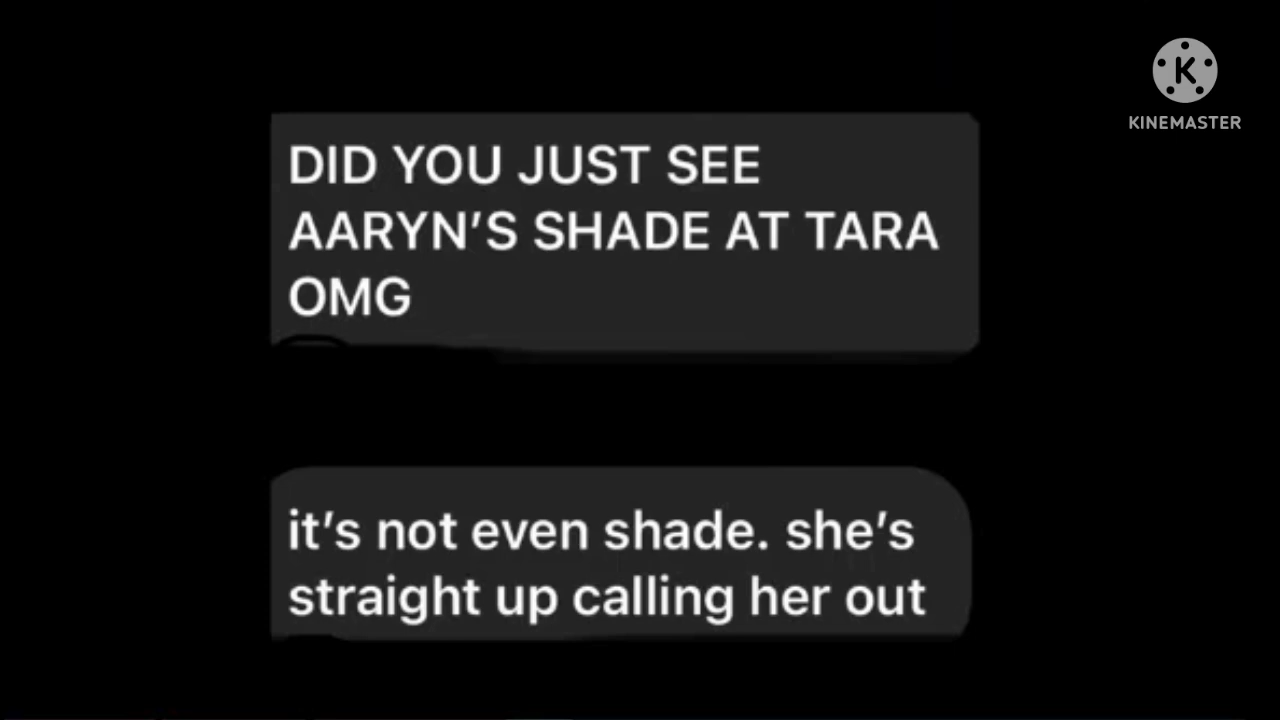 KINEMASTER
DID YOU JUST SEE
AARYN’S SHADE AT TARA
OMG
it’s not even shade. she’s
straight up calling her out